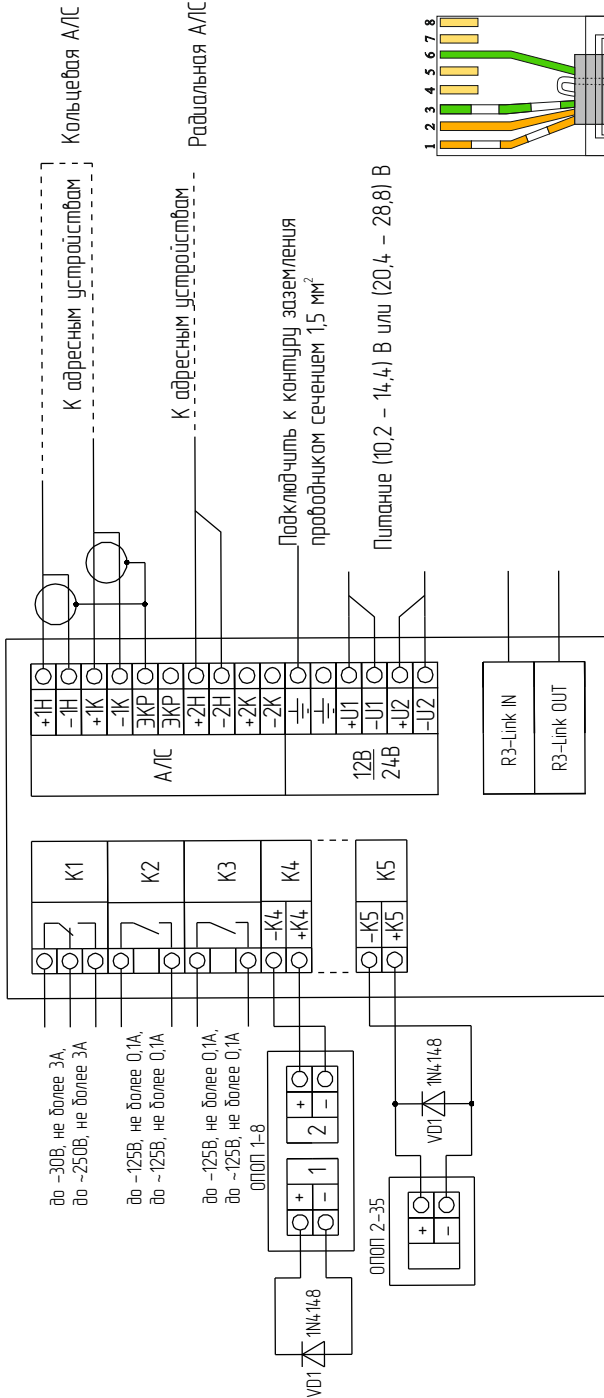 Кольцевая АЛС
К адресным устройствам
Радиальная АЛС
К адресным устройствам
Подключить к контуру заземления
проводником сечением 1,5 мм²
Питание (10,2 – 14,4) В или (20,4 – 28,8) В
1 2 3 4 5 6 7 8
+1Н
-1Н
+1К
-1К
ЭКР
ЭКР
+2Н
-2Н
+2К
-2К
АЛС
+U1
-U1
+U2
-U2
12В
24В
R3-Link IN
R3-Link OUT
К1
К2
К3
К4
-К4
+К4
К5
-К5
+К5
до -30В, не более 3А,
до ~250В, не более 3А
до -125В, не более 0,1А,
до ~125В, не более 0,1А
до -125В, не более 0,1А,
до ~125В, не более 0,1А
ОПОП 1-8
+
-
1
+
-
2
VD1
1N4148
ОПОП 2-35
+
-
VD1
1N4148